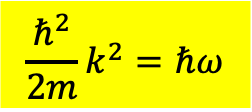 ħ²/2m k² = ħω